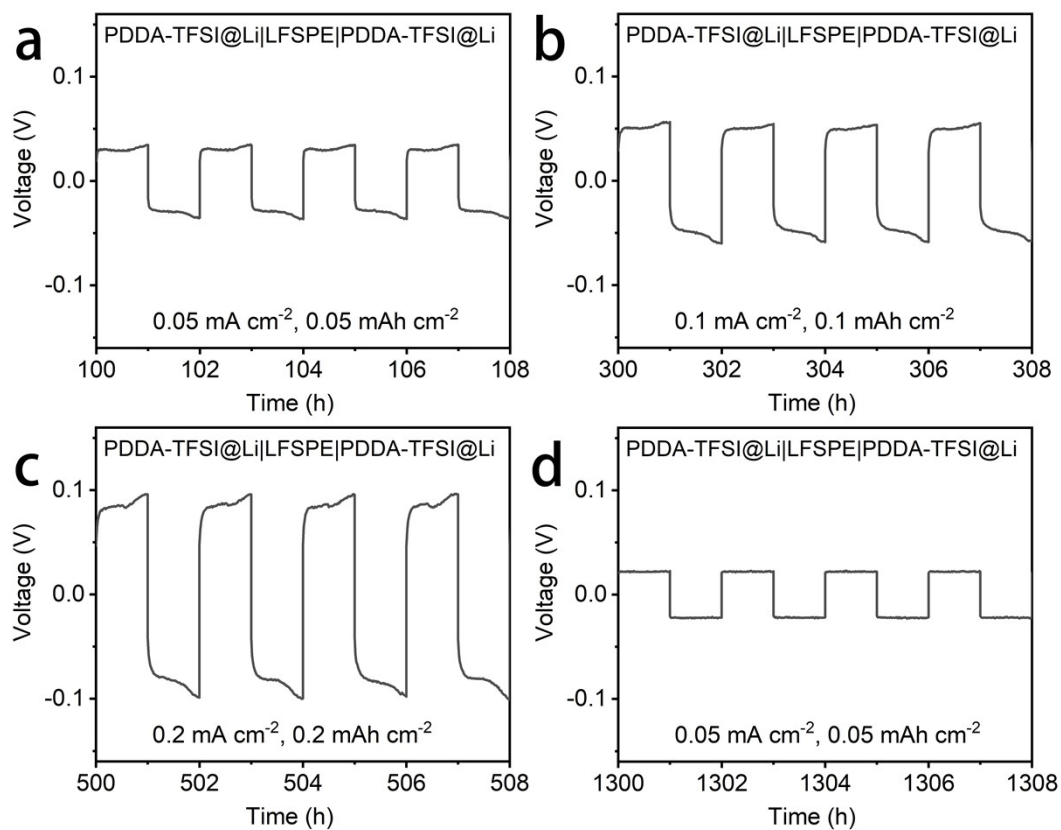 a
PDDA-TFSI@Li|LFSPE|PDDA-TFSI@Li
0.1
0.0
-0.1
Voltage (V)
0.05 mA cm-2, 0.05 mAh cm-2
100 102 104 106 108
Time (h)
b
PDDA-TFSI@Li|LFSPE|PDDA-TFSI@Li
0.1
0.0
-0.1
Voltage (V)
0.1 mA cm-2, 0.1 mAh cm-2
300 302 304 306 308
Time (h)
c
PDDA-TFSI@Li|LFSPE|PDDA-TFSI@Li
0.1
0.0
-0.1
Voltage (V)
0.2 mA cm-2, 0.2 mAh cm-2
500 502 504 506 508
Time (h)
d
PDDA-TFSI@Li|LFSPE|PDDA-TFSI@Li
0.1
0.0
-0.1
Voltage (V)
0.05 mA cm-2, 0.05 mAh cm-2
1300 1302 1304 1306 1308
Time (h)